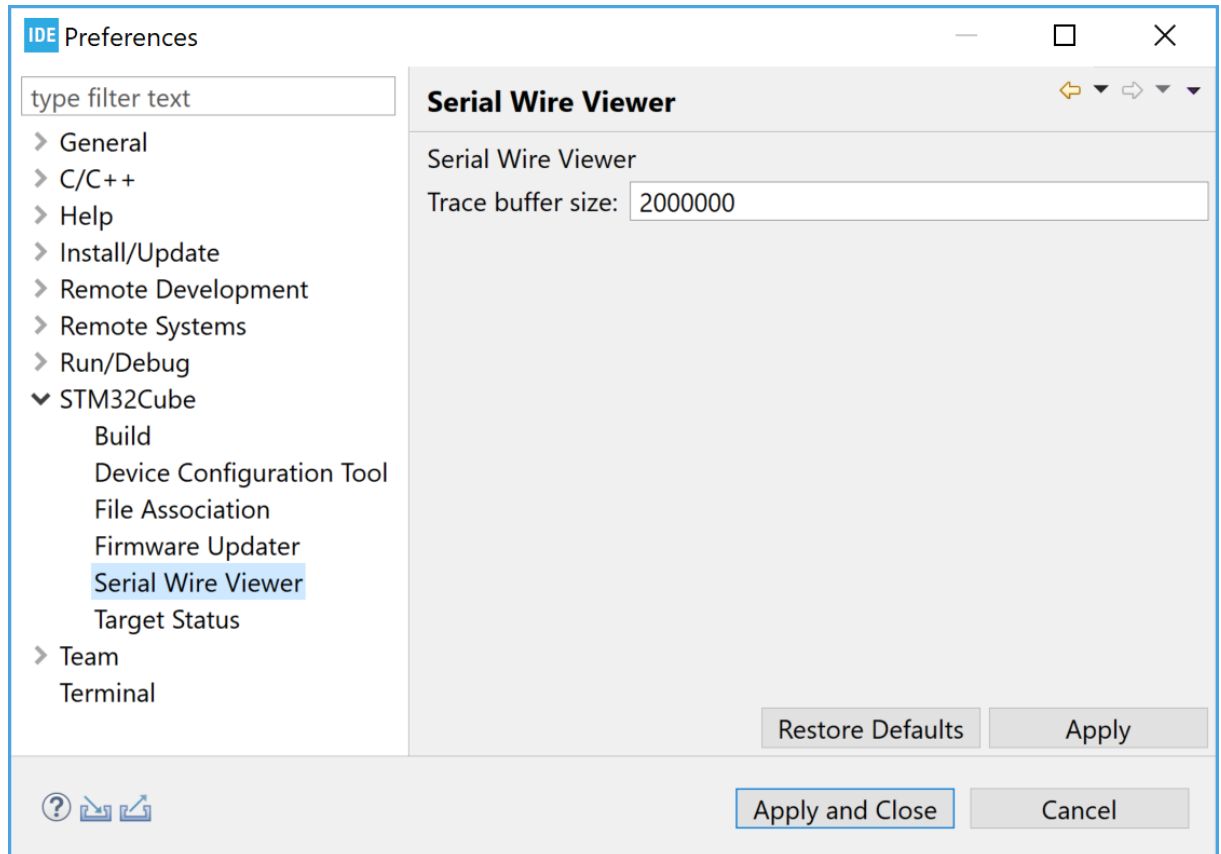 IDE Preferences
type filter text
General
C/C++
Help
Install/Update
Remote Development
Remote Systems
Run/Debug
STM32Cube
Build
Device Configuration Tool
File Association
Firmware Updater
Serial Wire Viewer
Target Status
Team
Terminal
Serial Wire Viewer
Serial Wire Viewer
Trace buffer size: 2000000
Restore Defaults Apply
? Apply and Close Cancel